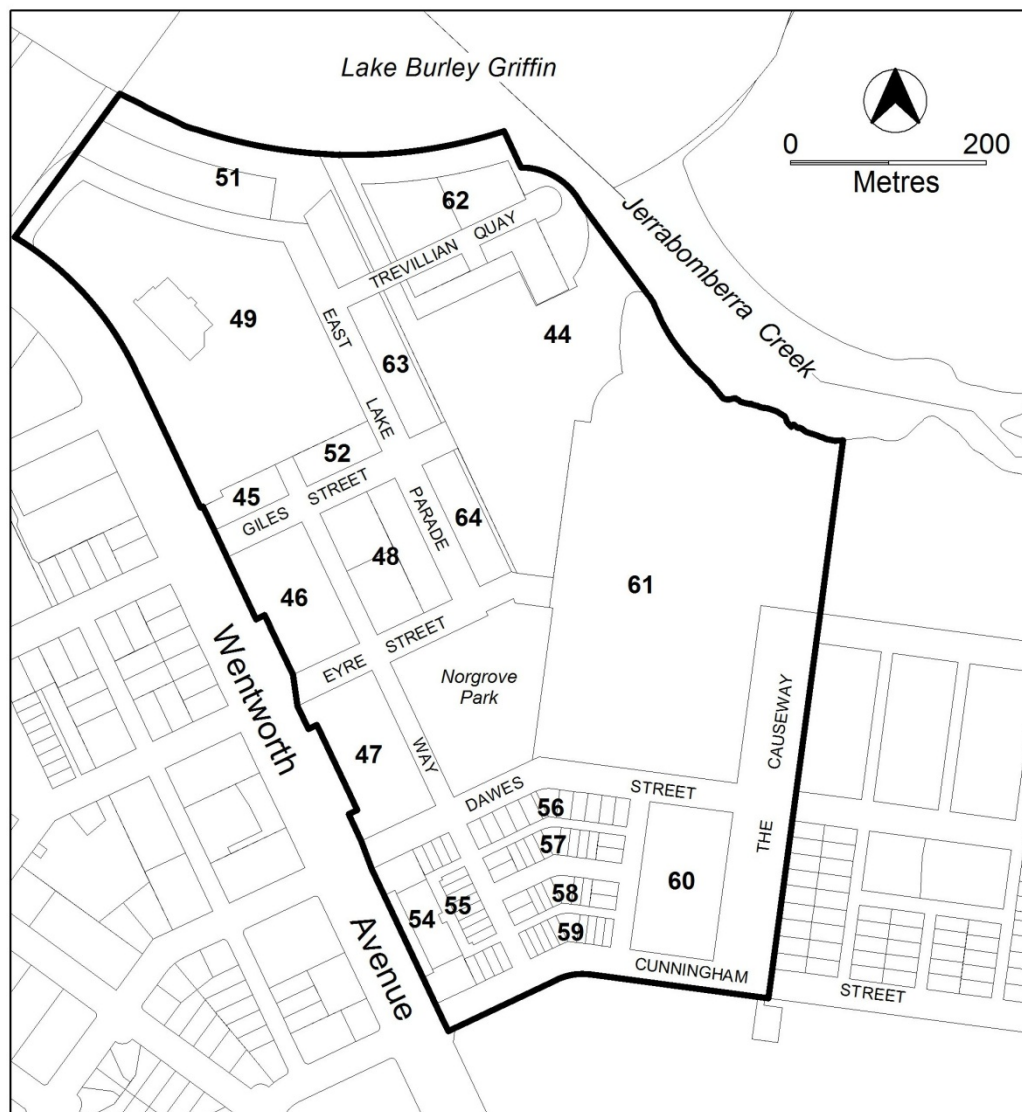 Lake Burley Griffin
0 200
Metres
51
62
TREVILLIAN QUAY
Jerrabomberra Creek
49
44
EAST
LAKE
PARADE
63
52
45
GILES STREET
64
48
46
61
EYRE STREET
Norgrove
Park
Wentworth
Avenue
THE CAUSEWAY
47
WAY
DAWES STREET
56
57
60
58
55
54
59
CUNNINGHAM STREET